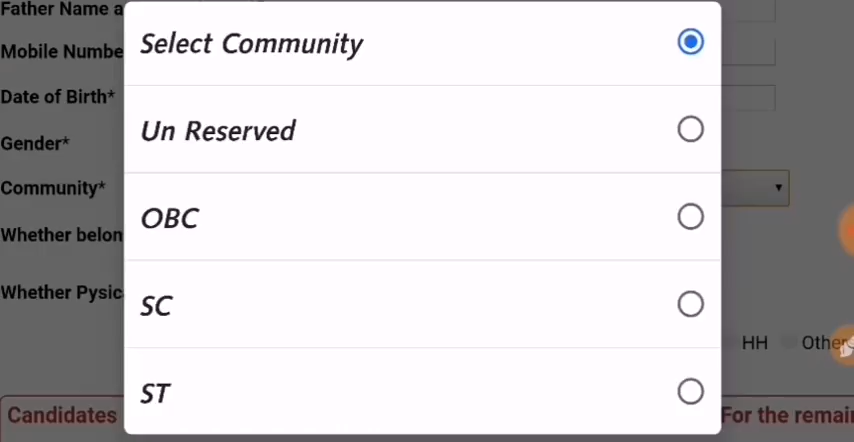 Father Name a
Select Community
Mobile Numbe
Date of Birth*
Un Reserved
Gender*
Community*
OBC
Whether belon
Whether Pysic
SC
HH Other
ST
Candidates
For the remai